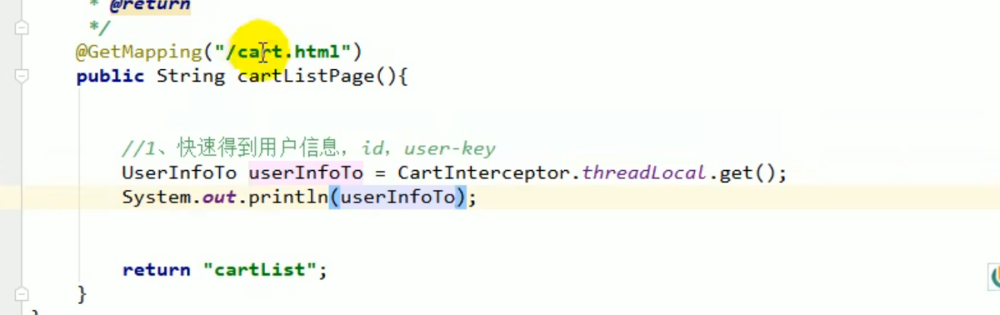 * @return
*/
@GetMapping("/cart.html")
public String cartListPage(){
//1、快速得到用户信息，id，user-key
UserInfoTo userInfoTo = CartInterceptor.threadLocal.get();
System.out.println(userInfoTo);
return "cartList";
}
}